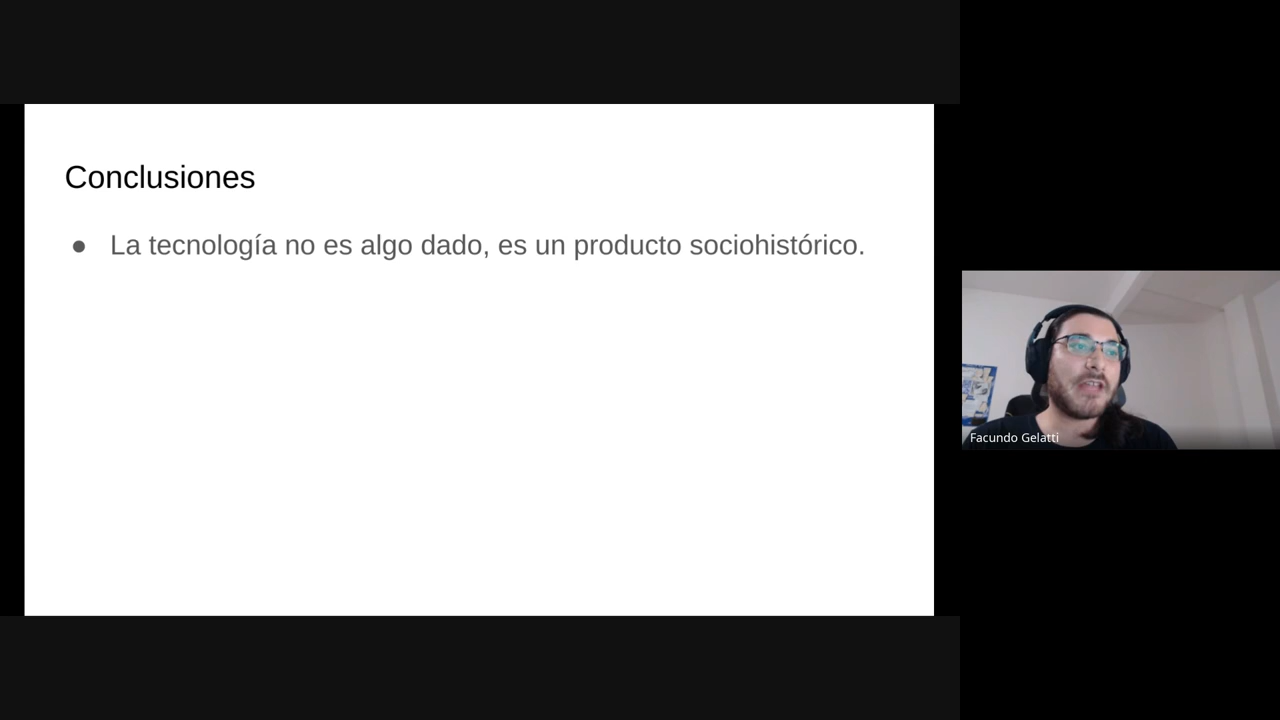 Conclusiones
● La tecnología no es algo dado, es un producto sociohistórico.
Facundo Gelatti